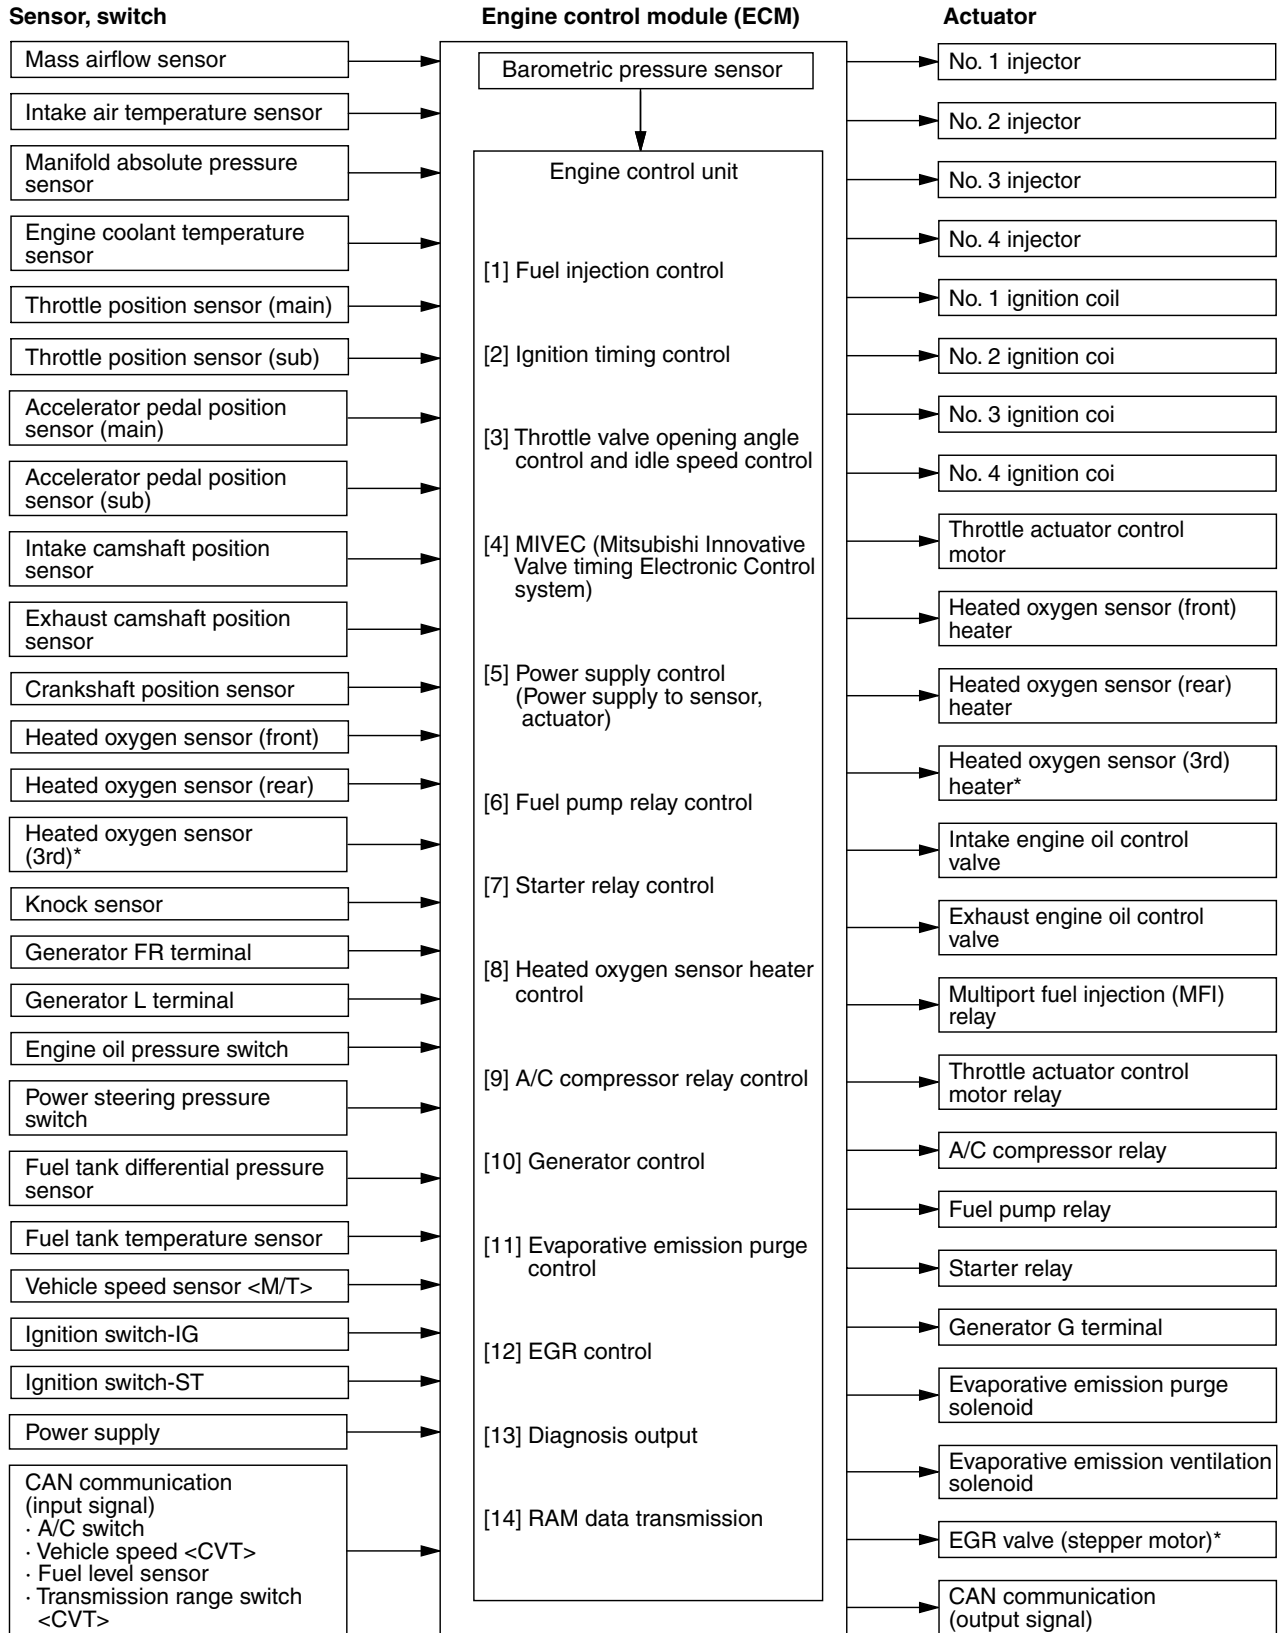 Sensor, switch
Engine control module (ECM)
Actuator
Mass airflow sensor
Intake air temperature sensor
Manifold absolute pressure
sensor
Engine coolant temperature
sensor
Throttle position sensor (main)
Throttle position sensor (sub)
Accelerator pedal position
sensor (main)
Accelerator pedal position
sensor (sub)
Intake camshaft position
sensor
Exhaust camshaft position
sensor
Crankshaft position sensor
Heated oxygen sensor (front)
Heated oxygen sensor (rear)
Heated oxygen sensor
(3rd)*
Knock sensor
Generator FR terminal
Generator L terminal
Engine oil pressure switch
Power steering pressure
switch
Fuel tank differential pressure
sensor
Fuel tank temperature sensor
Vehicle speed sensor <M/T>
Ignition switch-IG
Ignition switch-ST
Power supply
CAN communication
(input signal)
· A/C switch
· Vehicle speed <CVT>
· Fuel level sensor
· Transmission range switch
<CVT>
Barometric pressure sensor
Engine control unit
[1] Fuel injection control
[2] Ignition timing control
[3] Throttle valve opening angle
control and idle speed control
[4] MIVEC (Mitsubishi Innovative
Valve timing Electronic Control
system)
[5] Power supply control
(Power supply to sensor,
actuator)
[6] Fuel pump relay control
[7] Starter relay control
[8] Heated oxygen sensor heater
control
[9] A/C compressor relay control
[10] Generator control
[11] Evaporative emission purge
control
[12] EGR control
[13] Diagnosis output
[14] RAM data transmission
No. 1 injector
No. 2 injector
No. 3 injector
No. 4 injector
No. 1 ignition coil
No. 2 ignition coi
No. 3 ignition coi
No. 4 ignition coi
Throttle actuator control
motor
Heated oxygen sensor (front)
heater
Heated oxygen sensor (rear)
heater
Heated oxygen sensor (3rd)
heater*
Intake engine oil control
valve
Exhaust engine oil control
valve
Multiport fuel injection (MFI)
relay
Throttle actuator control
motor relay
A/C compressor relay
Fuel pump relay
Starter relay
Generator G terminal
Evaporative emission purge
solenoid
Evaporative emission ventilation
solenoid
EGR valve (stepper motor)*
CAN communication
(output signal)